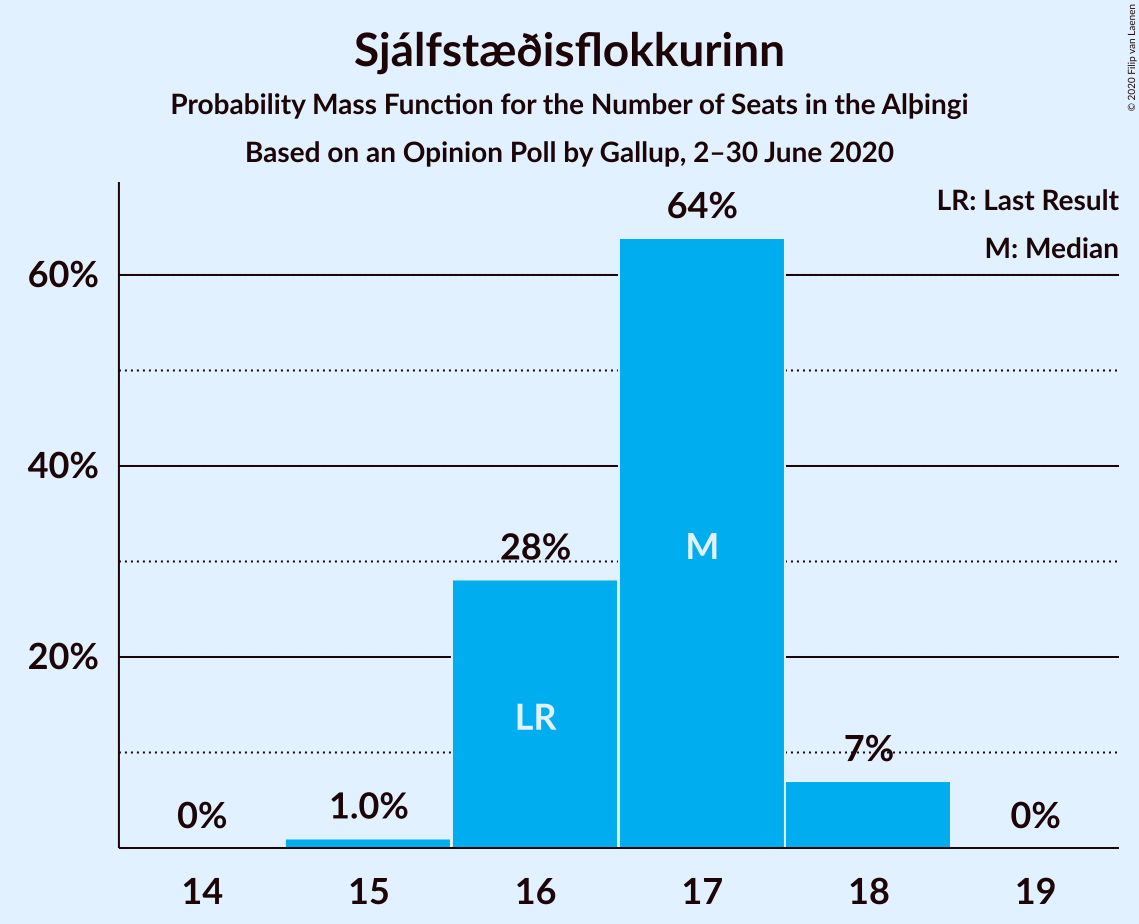 Sjálfstæðisflokkurinn
Probability Mass Function for the Number of Seats in the Alþingi
Based on an Opinion Poll by Gallup, 2–30 June 2020
© 2020 Filip van Laenen
LR: Last Result
M: Median
64%
60%
40%
28%
M
20%
LR
7%
1.0%
0%
0%
14 15 16 17 18 19